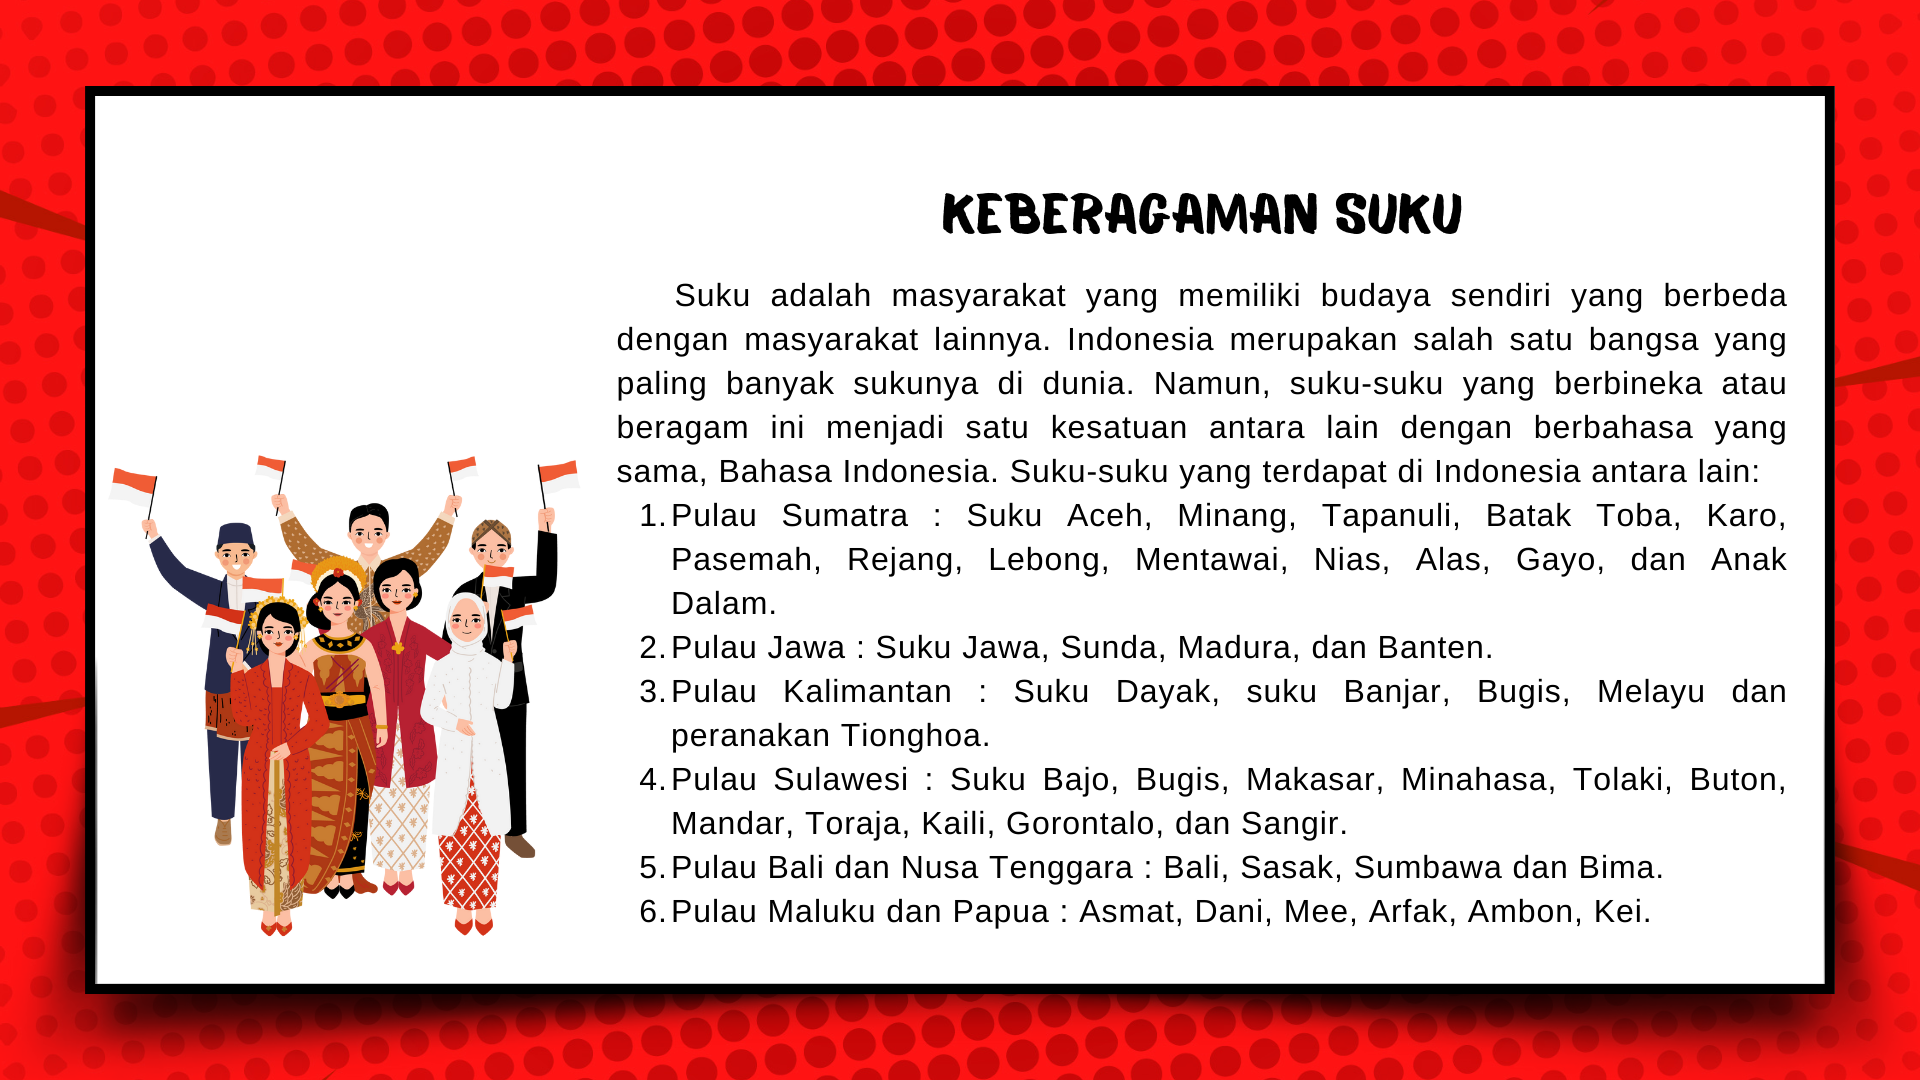 KEBERAGAMAN SUKU
Suku adalah masyarakat yang memiliki budaya sendiri yang berbeda
dengan masyarakat lainnya. Indonesia merupakan salah satu bangsa yang
paling banyak sukunya di dunia. Namun, suku-suku yang berbineka atau
beragam ini menjadi satu kesatuan antara lain dengan berbahasa yang
sama, Bahasa Indonesia. Suku-suku yang terdapat di Indonesia antara lain:
1. Pulau Sumatra : Suku Aceh, Minang, Tapanuli, Batak Toba, Karo,
Pasemah, Rejang, Lebong, Mentawai, Nias, Alas, Gayo, dan Anak
Dalam.
2. Pulau Jawa : Suku Jawa, Sunda, Madura, dan Banten.
3. Pulau Kalimantan : Suku Dayak, suku Banjar, Bugis, Melayu dan
peranakan Tionghoa.
4. Pulau Sulawesi : Suku Bajo, Bugis, Makasar, Minahasa, Tolaki, Buton,
Mandar, Toraja, Kaili, Gorontalo, dan Sangir.
5. Pulau Bali dan Nusa Tenggara : Bali, Sasak, Sumbawa dan Bima.
6. Pulau Maluku dan Papua : Asmat, Dani, Mee, Arfak, Ambon, Kei.